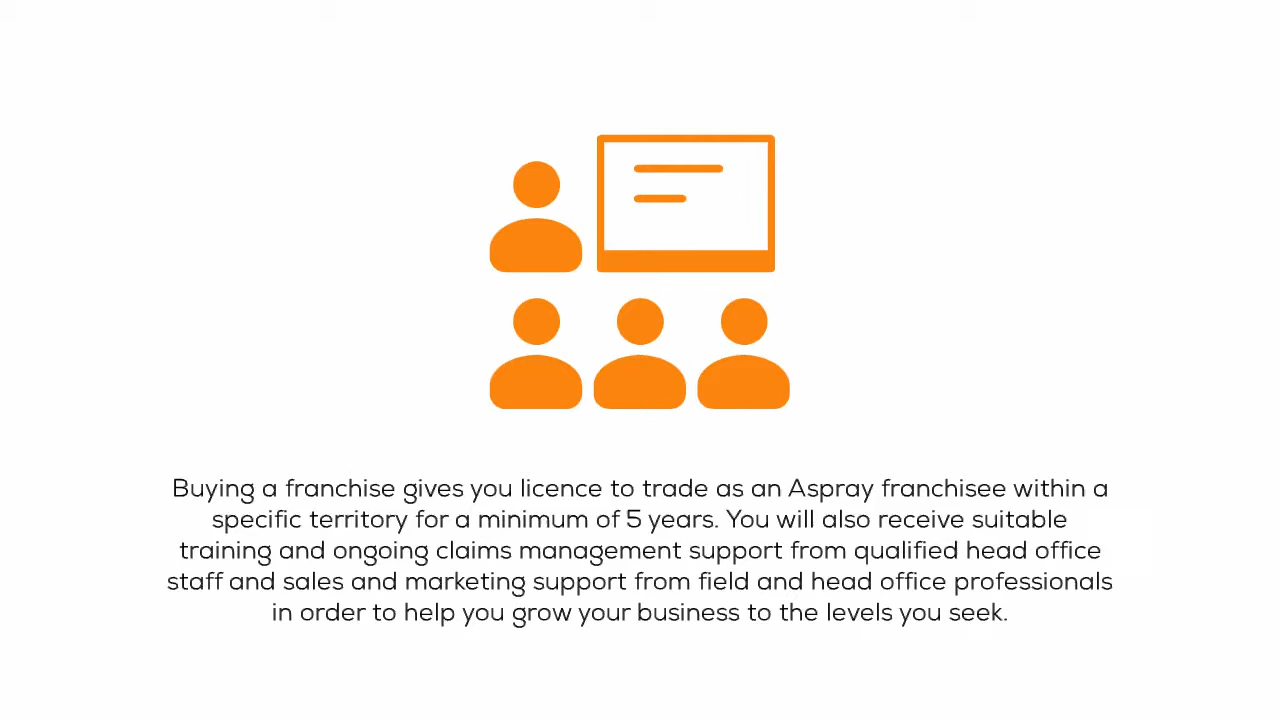 Buying a franchise gives you licence to trade as an Aspray franchisee within a
specific territory for a minimum of 5 years. You will also receive suitable
training and ongoing claims management support from qualified head office
staff and sales and marketing support from field and head office professionals
in order to help you grow your business to the levels you seek.